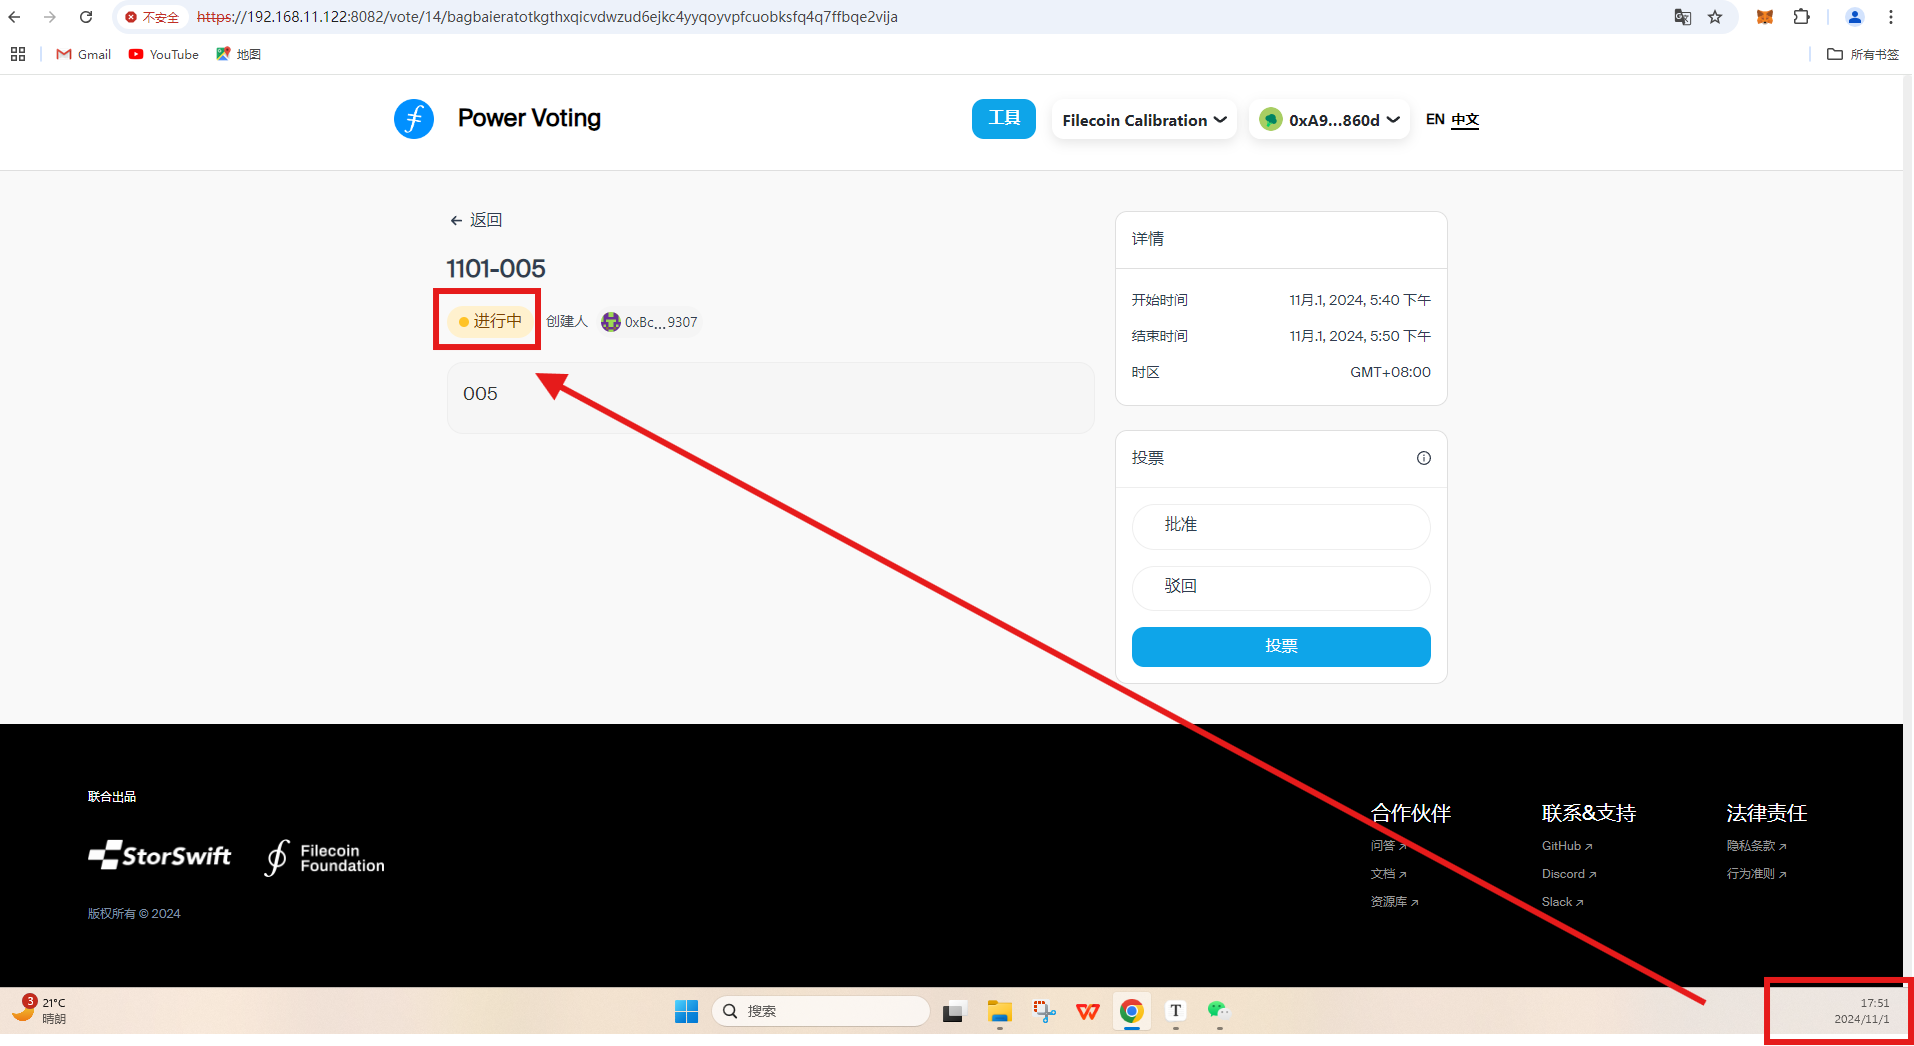 不安全 https://192.168.11.122:8082/vote/14/bagbaieratotkgthxqicvdwzud6ejkc4yyqoyvpfcuobksfq4q7ffbqe2vija
Gmail YouTube 地图 所有书签
Power Voting 工具 Filecoin Calibration 0xA9...860d EN 中文
返回
1101-005
进行中 创建人 0xBc...9307
005
详情
开始时间 11月.1, 2024, 5:40 下午
结束时间 11月.1, 2024, 5:50 下午
时区 GMT+08:00
投票
批准
驳回
投票
联合出品
StorSwift
Filecoin
Foundation
版权所有 © 2024
合作伙伴
问答
文档
资源库
联系&支持
GitHub
Discord
Slack
法律责任
隐私条款
行为准则
3
21°C
晴朗
搜索
17:51
2024/11/1